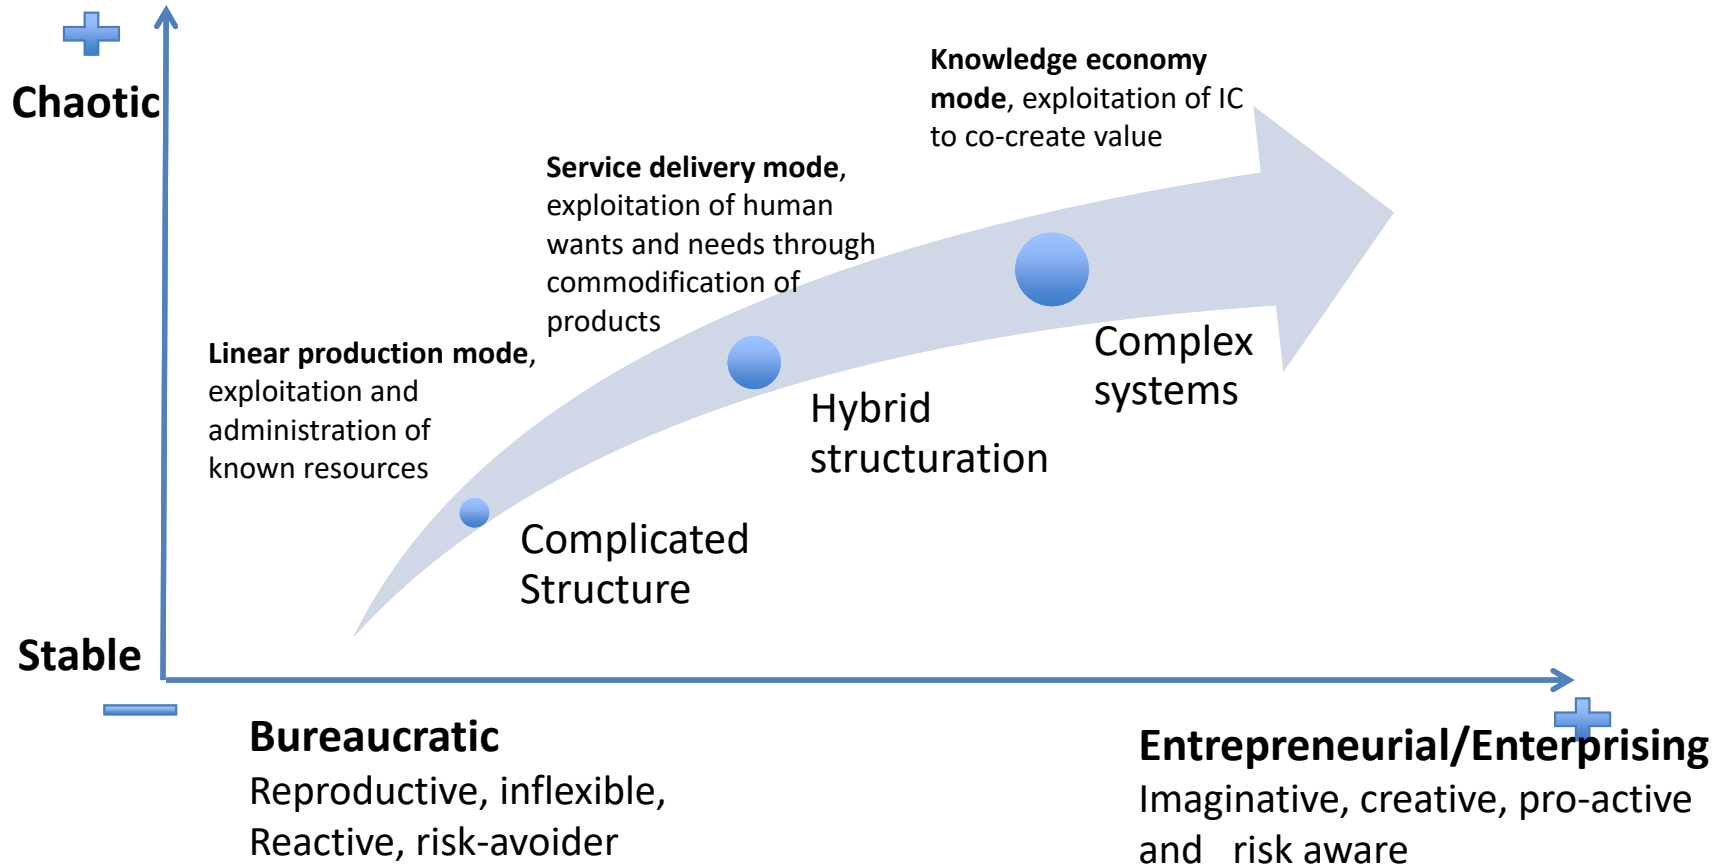 Chaotic
Knowledge economy
mode, exploitation of IC
to co-create value
Service delivery mode,
exploitation of human
wants and needs through
commodification of
products
Linear production mode,
exploitation and
administration of
known resources
Complex
systems
Hybrid
structuration
Complicated
Structure
Stable
Bureaucratic
Reproductive, inflexible,
Reactive, risk-avoider
Entrepreneurial/Enterprising
Imaginative, creative, pro-active
and risk aware